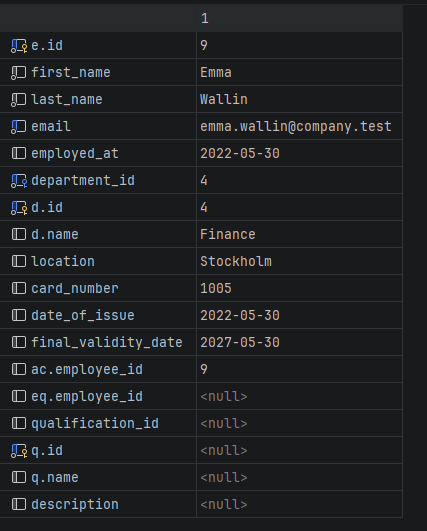 1
e.id 9
first_name Emma
last_name Wallin
email emma.wallin@company.test
employed_at 2022-05-30
department_id 4
d.id 4
d.name Finance
location Stockholm
card_number 1005
date_of_issue 2022-05-30
final_validity_date 2027-05-30
ac.employee_id 9
eq.employee_id <null>
qualification_id <null>
q.id <null>
q.name <null>
description <null>